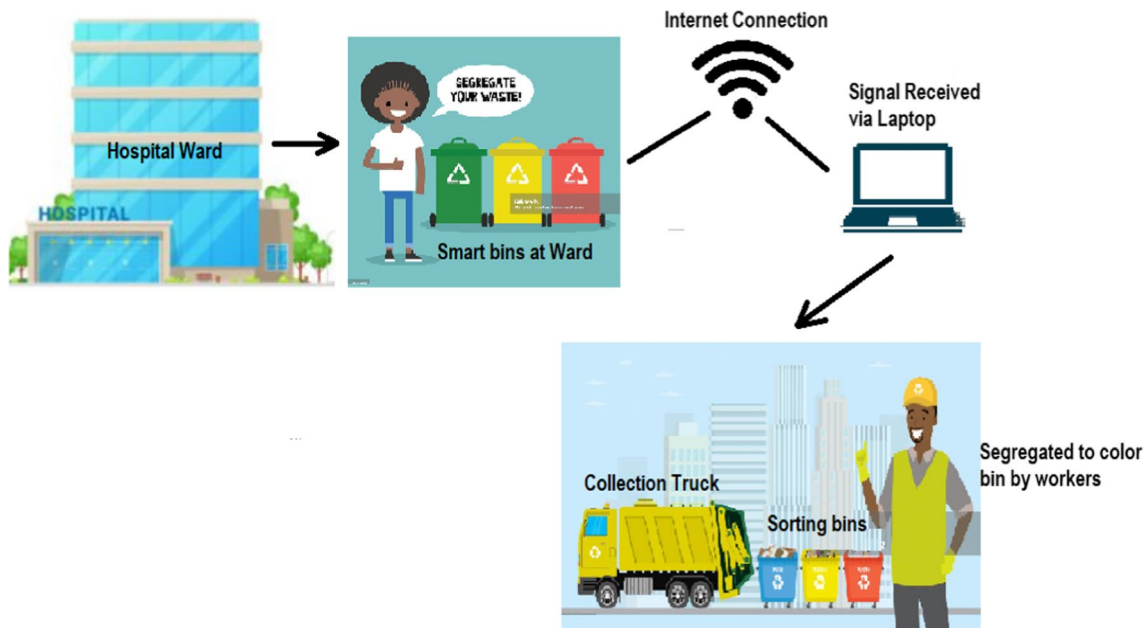 Internet Connection
SEGREGATE
YOUR WASTE!
Signal Received
via Laptop
Hospital Ward
HOSPITAL
Smart bins at Ward
Segregated to color
bin by workers
Collection Truck
Sorting bins